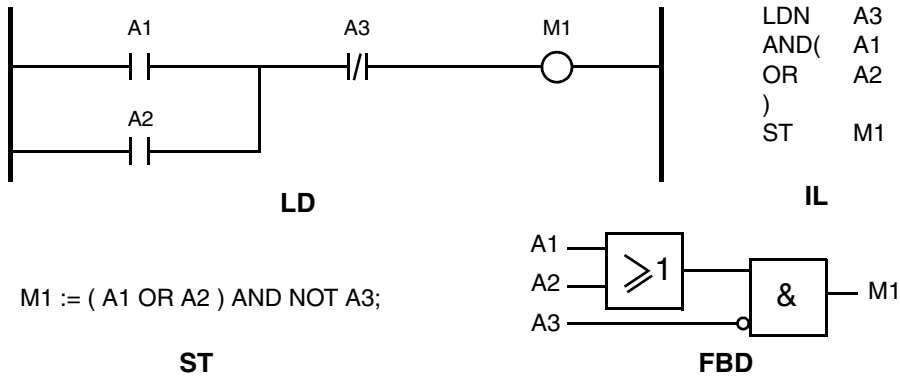 A1 A3 M1
A2
LD
LDN A3
AND( A1
OR A2
)
ST M1
IL
M1 := ( A1 OR A2 ) AND NOT A3;
ST
A1
A2
A3
⩾1
&
M1
FBD